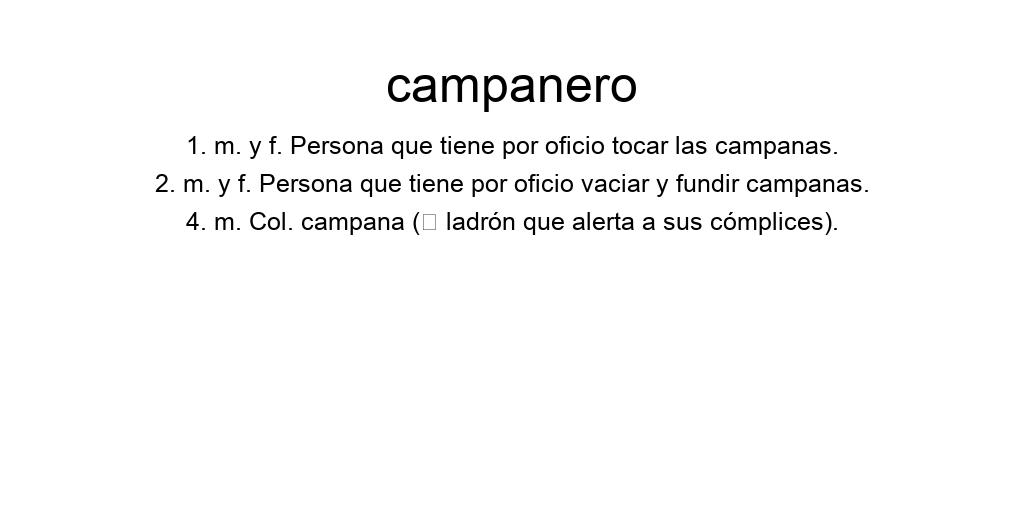 campanero
1. m. y f. Persona que tiene por oficio tocar las campanas.
2. m. y f. Persona que tiene por oficio vaciar y fundir campanas.
4. m. Col. campana (▯ ladrón que alerta a sus cómplices).